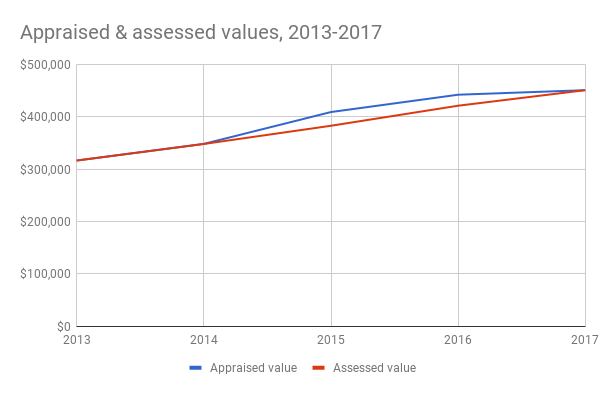 Appraised & assessed values, 2013-2017
$500,000
$400,000
$300,000
$200,000
$100,000
$0
2013 2014 2015 2016 2017
Appraised value Assessed value